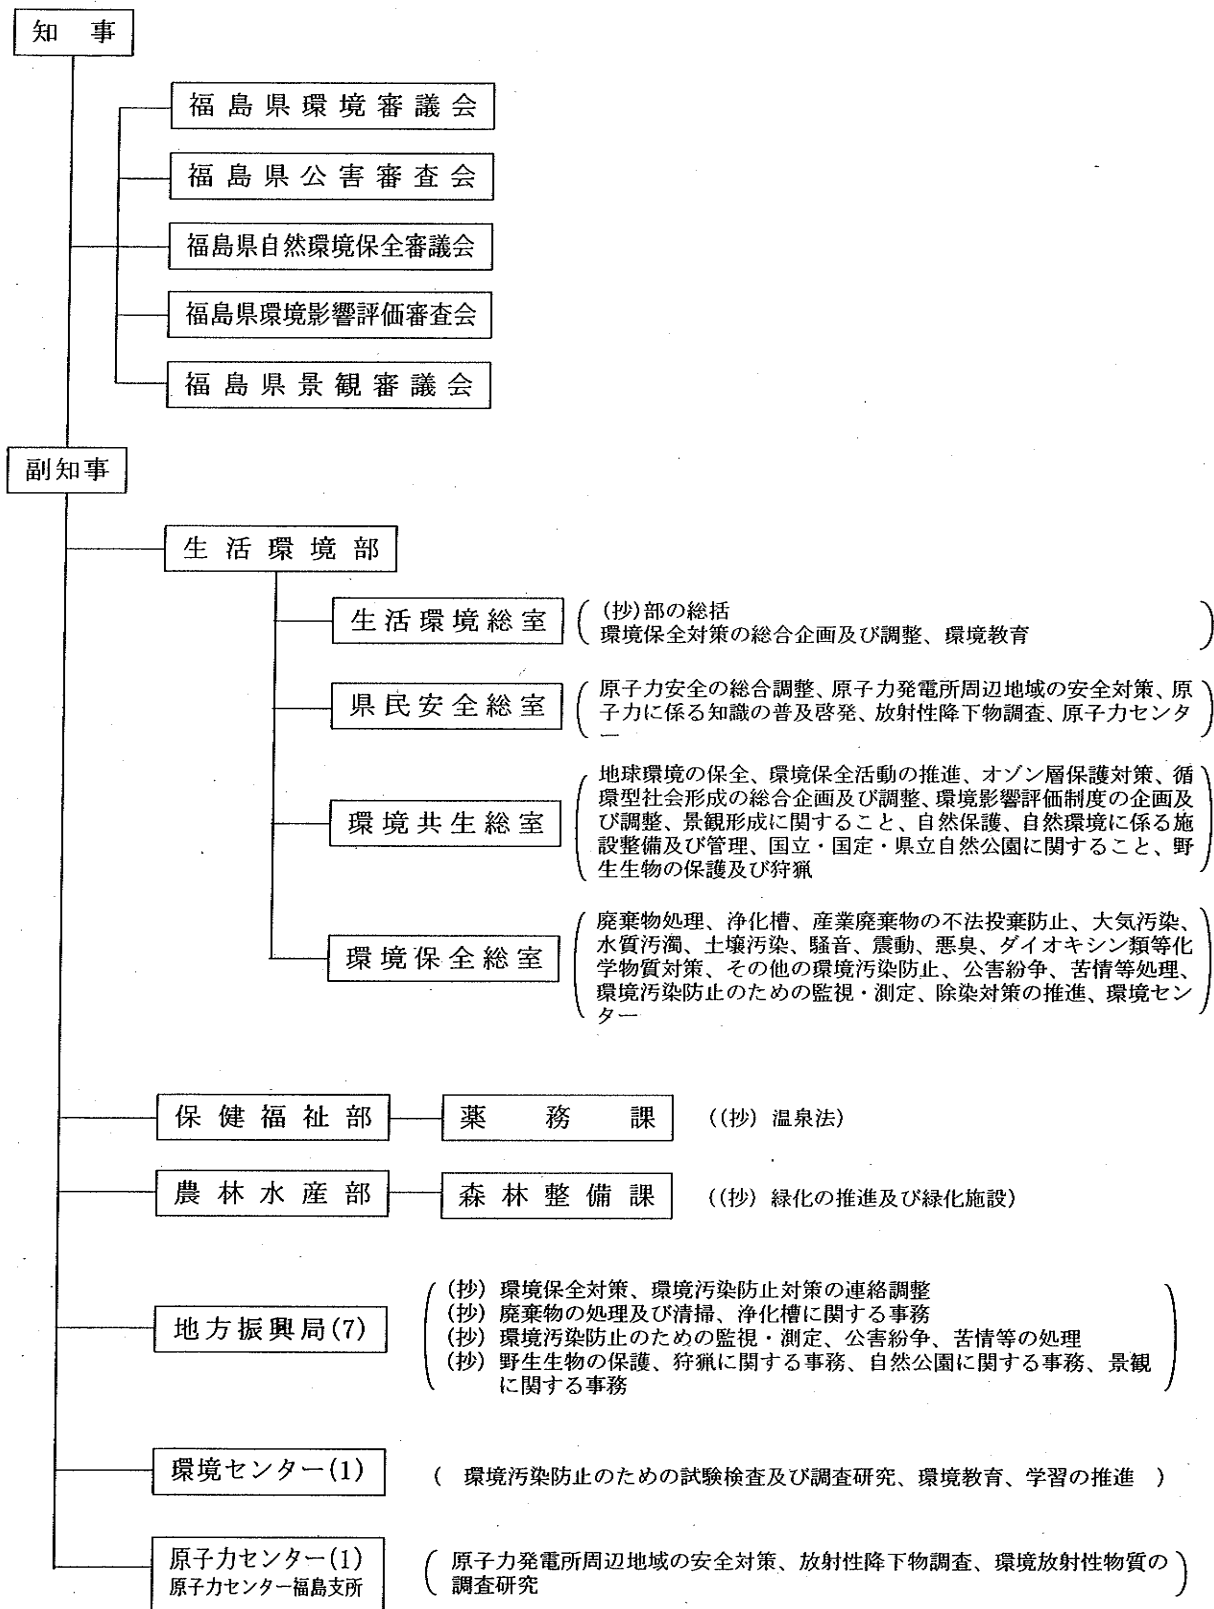 知 事
福島県環境審議会
福島県公害審査会
福島県自然環境保全審議会
福島県環境影響評価審査会
福島県景観審議会
副知事
生活環境部
生活環境総室
(抄)部の総括
環境保全対策の総合企画及び調整、環境教育
県民安全総室
原子力安全の総合調整、原子力発電所周辺地域の安全対策、原
子力に係る知識の普及啓発、放射性降下物調査、原子力センタ
ー
環境共生総室
地球環境の保全、環境保全活動の推進、オゾン層保護対策、循
環型社会形成の総合企画及び調整、環境影響評価制度の企画及
び調整、景観形成に関すること、自然保護、自然環境に係る施
設整備及び管理、国立・国定・県立自然公園に関すること、野
生生物の保護及び狩猟
環境保全総室
廃棄物処理、浄化槽、産業廃棄物の不法投棄防止、大気汚染、
水質汚濁、土壌汚染、騒音、震動、悪臭、ダイオキシン類等化
学物質対策、その他の環境汚染防止、公害紛争、苦情等処理、
環境汚染防止のための監視・測定、除染対策の推進、環境セン
ター
保健福祉部
薬務課
((抄) 温泉法)
農林水産部
森林整備課
((抄) 緑化の推進及び緑化施設)
地方振興局(7)
(抄) 環境保全対策、環境汚染防止対策の連絡調整
(抄) 廃棄物の処理及び清掃、浄化槽に関する事務
(抄) 環境汚染防止のための監視・測定、公害紛争、苦情等の処理
(抄) 野生生物の保護、狩猟に関する事務、自然公園に関する事務、景観
に関する事務
環境センター(1)
( 環境汚染防止のための試験検査及び調査研究、環境教育、学習の推進 )
原子力センター(1)
原子力センター福島支所
原子力発電所周辺地域の安全対策、放射性降下物調査、環境放射性物質の
調査研究